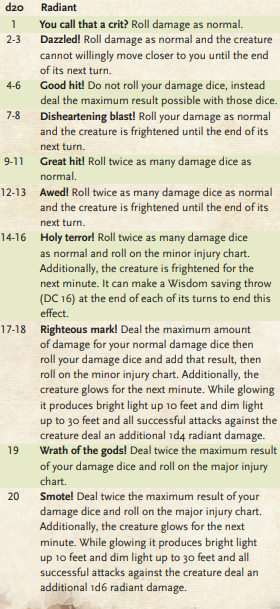 d20 Radiant
1 You call that a crit? Roll damage as normal.
2-3 Dazzled! Roll damage as normal and the creature
cannot willingly move closer to you until the end
of its next turn.
4-6 Good hit! Do not roll your damage dice, instead
deal the maximum result possible with those dice.
7-8 Disheartening blast! Roll your damage as normal
and the creature is frightened until the end of its
next turn.
9-11 Great hit! Roll twice as many damage dice as
normal.
12-13 Awed! Roll twice as many damage dice as normal
and the creature is frightened until the end of its
next turn.
14-16 Holy terror! Roll twice as many damage dice
as normal and roll on the minor injury chart.
Additionally, the creature is frightened for the
next minute. It can make a Wisdom saving throw
(DC 16) at the end of each of its turns to end this
effect.
17-18 Righteous mark! Deal the maximum amount
of damage for your normal damage dice then
roll your damage dice and add that result, then
roll on the minor injury chart. Additionally, the
creature glows for the next minute. While glowing
it produces bright light up 10 feet and dim light
up to 30 feet and all successful attacks against the
creature deal an additional 1d4 radiant damage.
19 Wrath of the gods! Deal twice the maximum result
of your damage dice and roll on the major injury
chart.
20 Smote! Deal twice the maximum result of your
damage dice and roll on the major injury chart.
Additionally, the creature glows for the next
minute. While glowing it produces bright light
up 10 feet and dim light up to 30 feet and all
successful attacks against the creature deal an
additional 1d6 radiant damage.